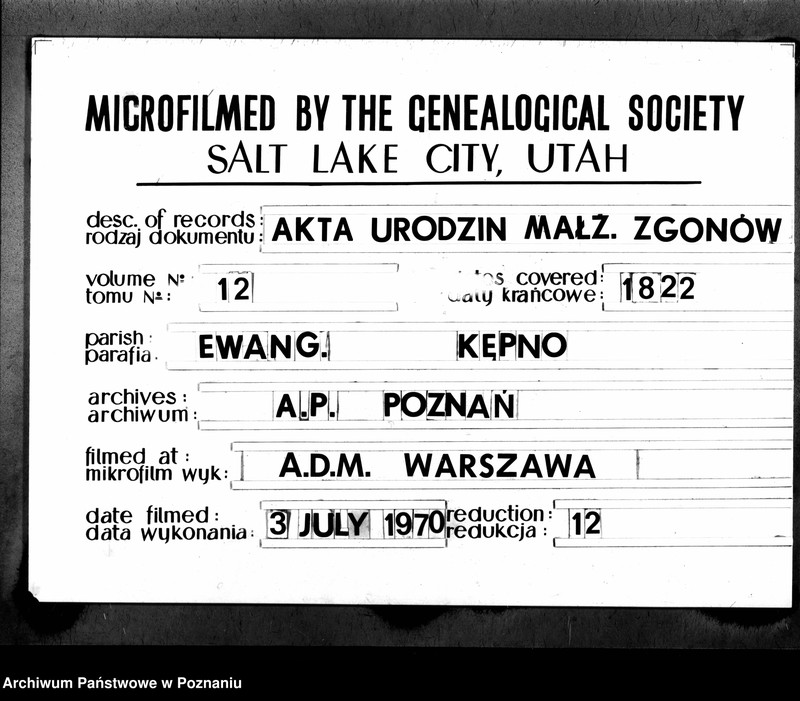 MICROFILMED BY THE GENEALOGICAL SOCIETY
SALT LAKE CITY, UTAH
desc. of records: AKTA URODZIN MAŁŻ. ZGONÓW
rodzaj dokumentu:
volume №: 12 covered: 1822
tomu №: daty krańcowe:
parish: EWANG. KĘPNO
parafia.
archives: A.P. POZNAŃ
archiwum:
filmed at: A.D.M. WARSZAWA
mikrofilm wyk:
date filmed: 3 JULY 1970 reduction: 12
data wykonania: redukcja:
Archiwum Państwowe w Poznaniu